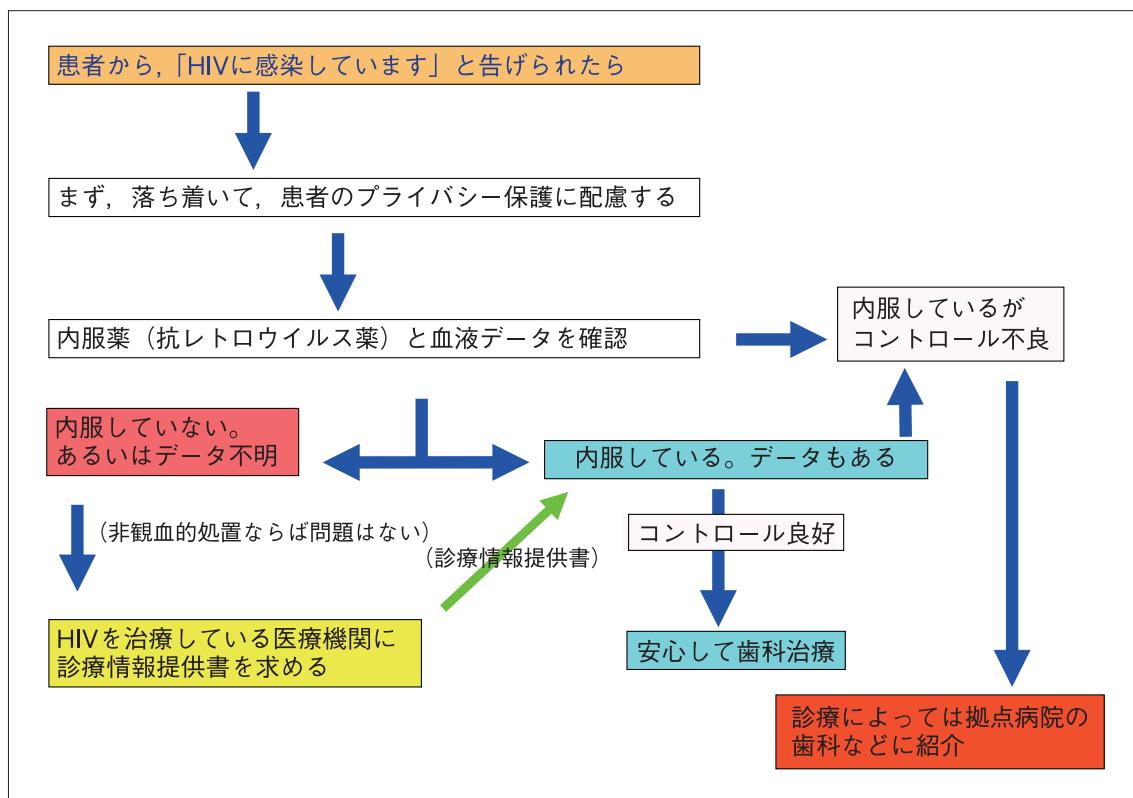 患者から,「HIVに感染しています」と告げられたら
まず，落ち着いて，患者のプライバシー保護に配慮する
内服薬（抗レトロウイルス薬）と血液データを確認
内服しているが
コントロール不良
内服していない。
あるいはデータ不明
内服している。データもある
（非観血的処置ならば問題はない）
（診療情報提供書）
コントロール良好
HIVを治療している医療機関に
診療情報提供書を求める
安心して歯科治療
診療によっては拠点病院の
歯科などに紹介